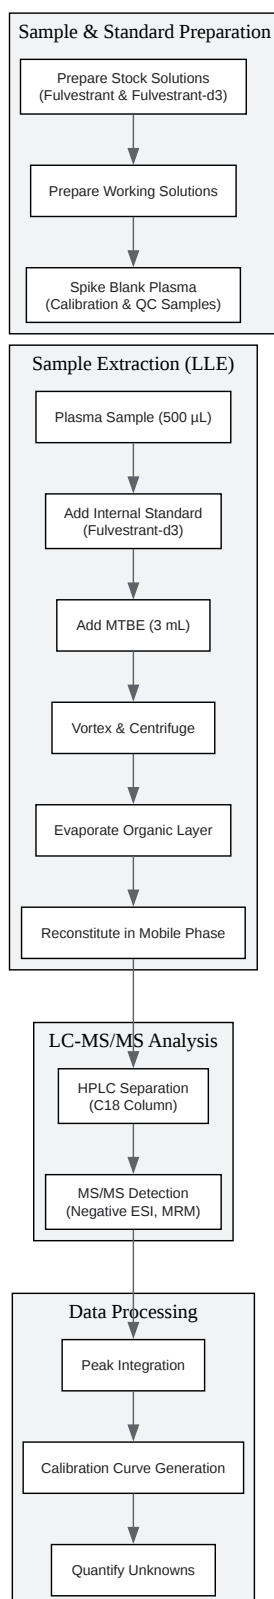 Sample & Standard Preparation
Prepare Stock Solutions
(Fulvestrant & Fulvestrant-d3)
Prepare Working Solutions
Spike Blank Plasma
(Calibration & QC Samples)
Sample Extraction (LLE)
Plasma Sample (500 µL)
Add Internal Standard
(Fulvestrant-d3)
Add MTBE (3 mL)
Vortex & Centrifuge
Evaporate Organic Layer
Reconstitute in Mobile Phase
LC-MS/MS Analysis
HPLC Separation
(C18 Column)
MS/MS Detection
(Negative ESI, MRM)
Data Processing
Peak Integration
Calibration Curve Generation
Quantify Unknowns